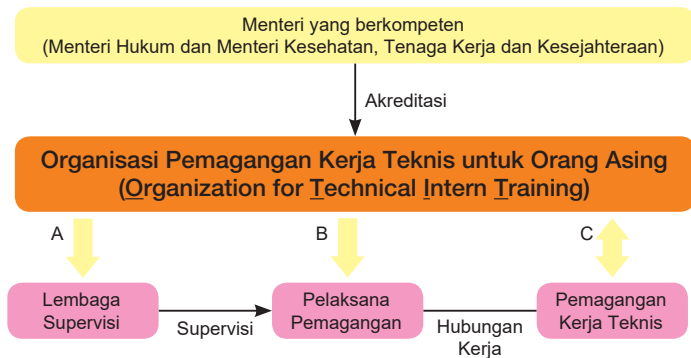 Menteri yang berkompeten
(Menteri Hukum dan Menteri Kesehatan, Tenaga Kerja dan Kesejahteraan)
Akreditasi
Organisasi Pemagangan Kerja Teknis untuk Orang Asing
(Organization for Technical Intern Training)
A
B
C
Lembaga
Supervisi
Supervisi
Pelaksana
Pemagangan
Hubungan
Kerja
Pemagangan
Kerja Teknis